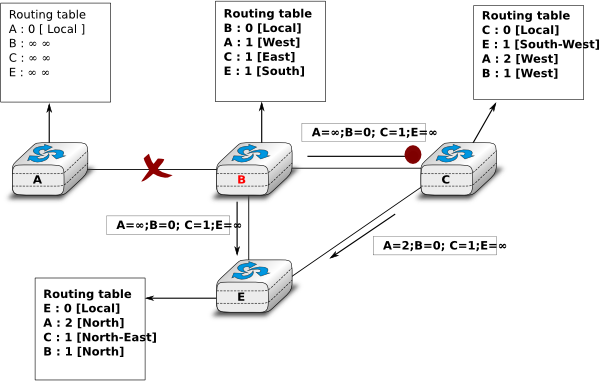 Routing table
A : 0 [ Local ]
B : ∞ ∞
C : ∞ ∞
E : ∞ ∞
Routing table
B : 0 [Local]
A : 1 [West]
C : 1 [East]
E : 1 [South]
Routing table
C : 0 [Local]
E : 1 [South-West]
A : 2 [West]
B : 1 [West]
A=∞;B=0; C=1;E=∞
A
B
C
A=∞;B=0; C=1;E=∞
A=2;B=0; C=1;E=∞
E
Routing table
E : 0 [Local]
A : 2 [North]
C : 1 [North-East]
B : 1 [North]